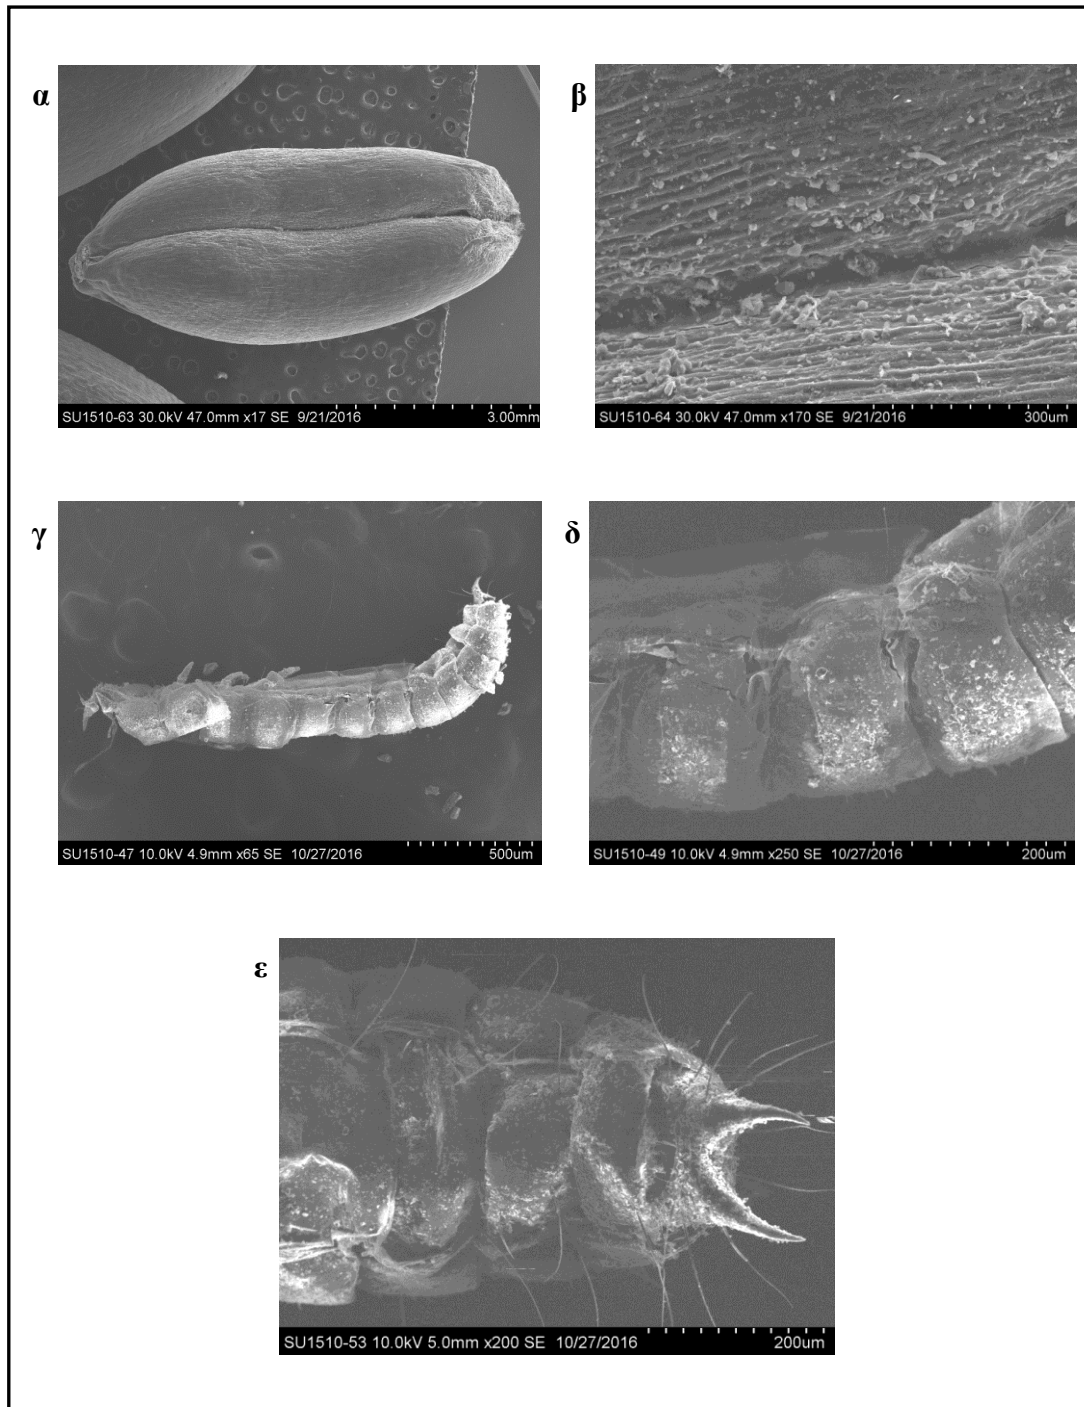 α
β
SU1510-63 30.0kV 47.0mm x17 SE 9/21/2016 3.00mm
SU1510-64 30.0kV 47.0mm x170 SE 9/21/2016 300um
γ
δ
SU1510-47 10.0kV 4.9mm x65 SE 10/27/2016 500um
SU1510-49 10.0kV 4.9mm x250 SE 10/27/2016 200um
ε
SU1510-53 10.0kV 5.0mm x200 SE 10/27/2016 200um